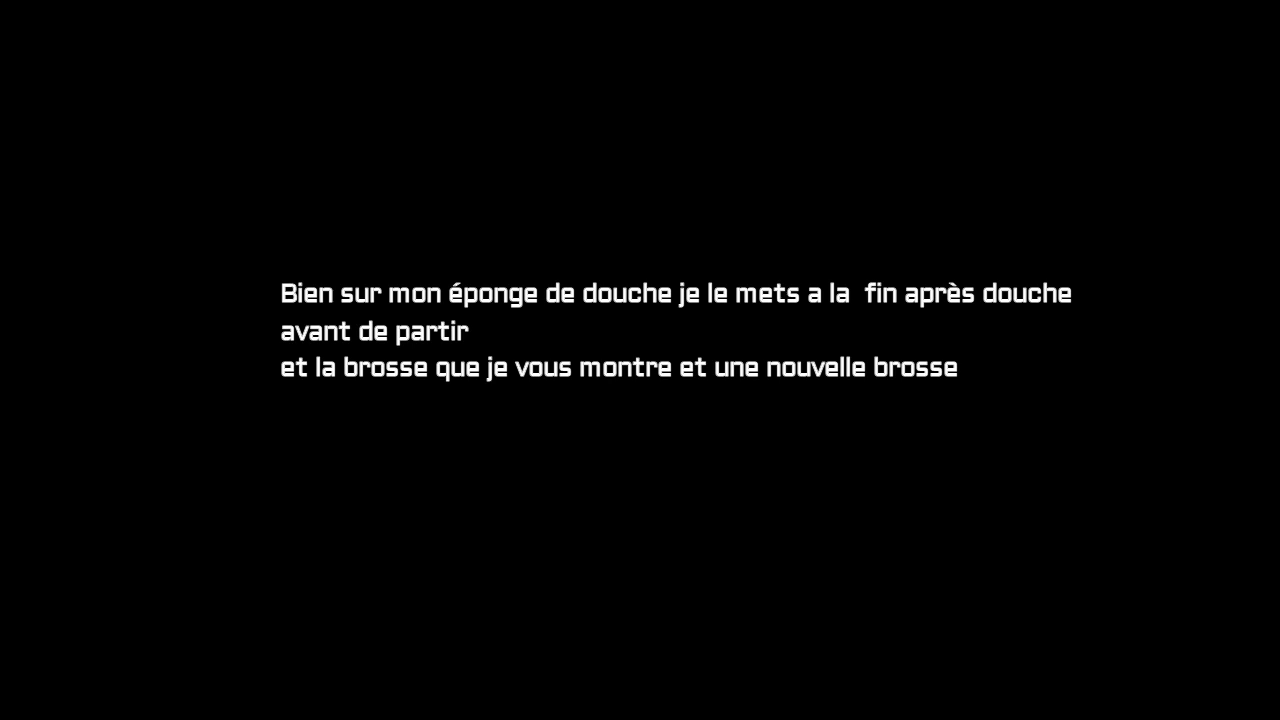 Bien sur mon éponge de douche je le mets a la  fin après douche
avant de partir
et la brosse que je vous montre et une nouvelle brosse